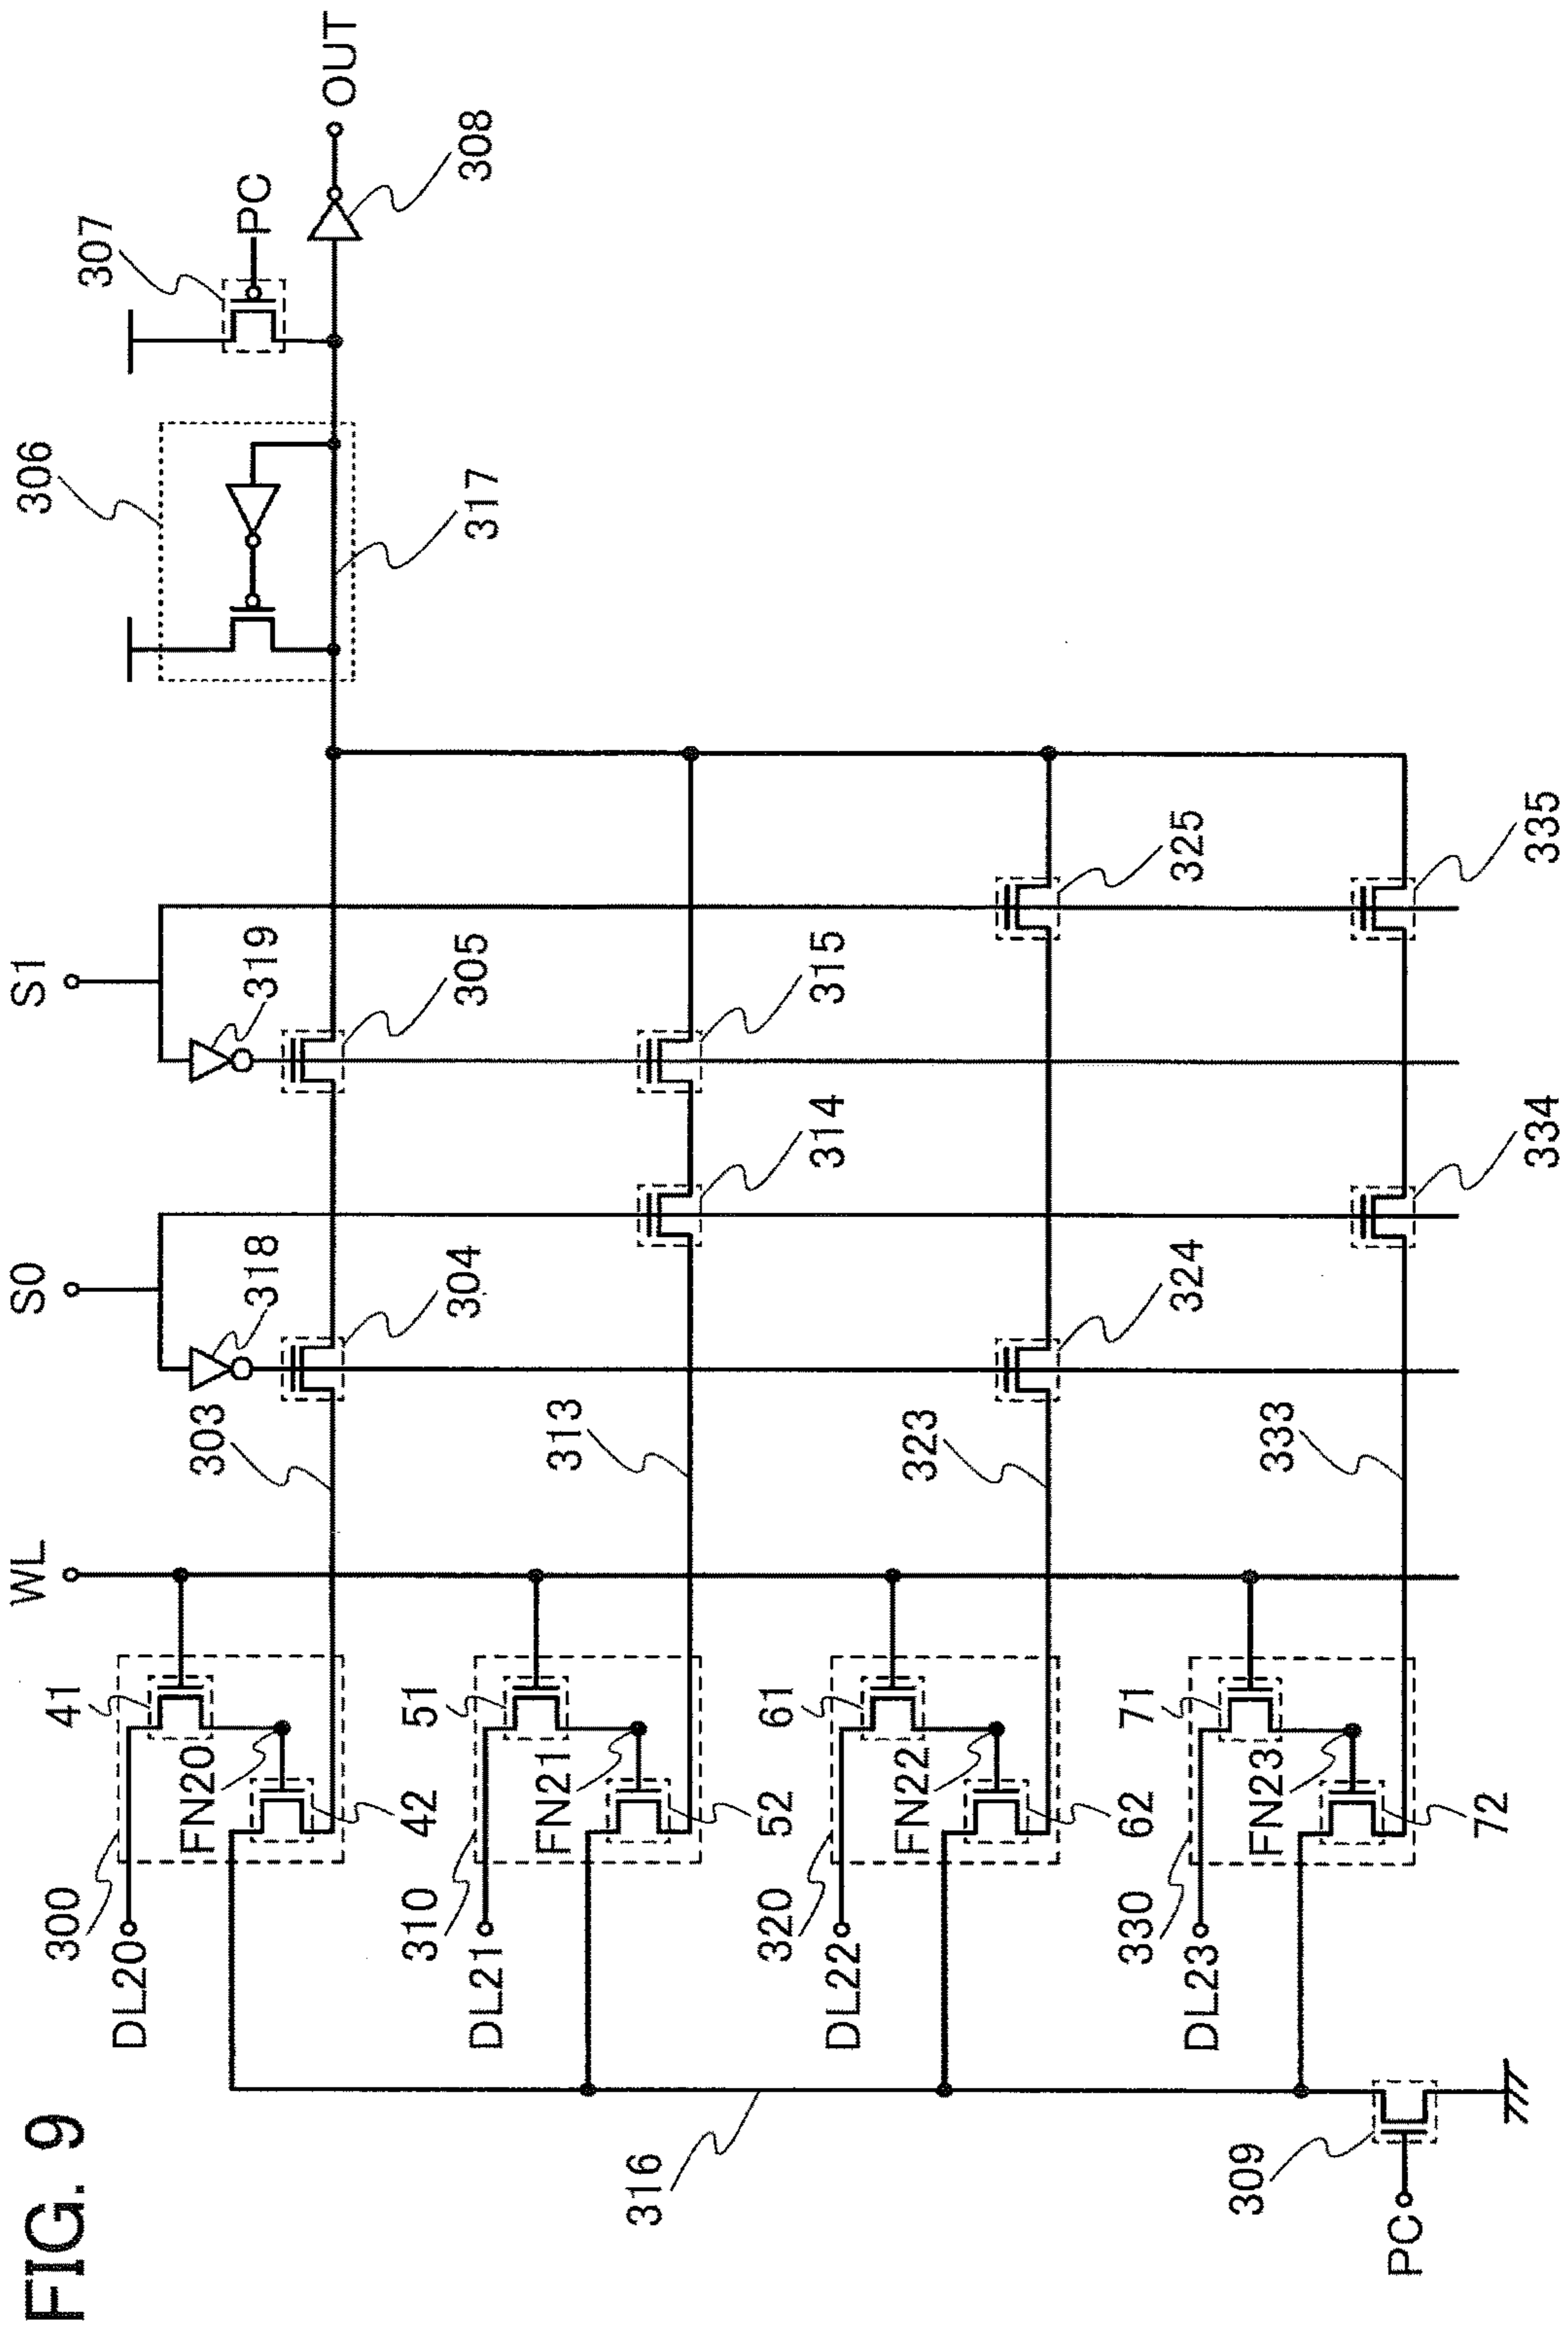 FIG. 9
WL
S0
S1
306
307
PC
OUT
308
317
300
DL20
41
FN20
42
303
318
304
319
305
310
DL21
51
FN21
52
313
314
315
320
DL22
61
FN22
62
323
324
325
330
DL23
71
FN23
72
333
334
335
316
309
PC